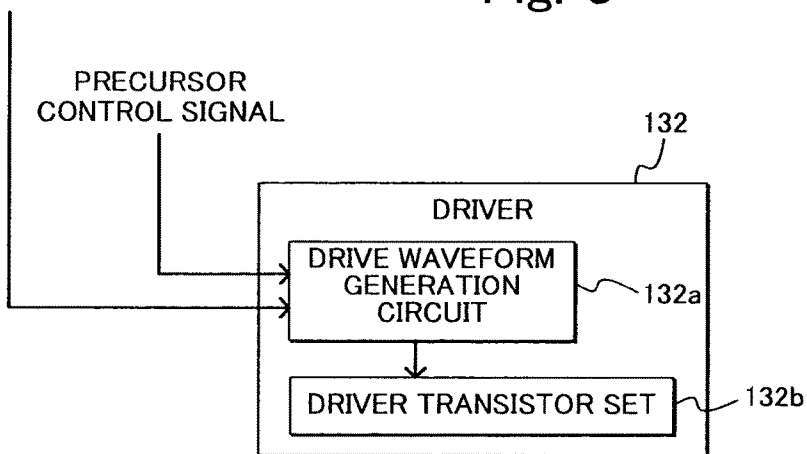 PRECURSOR
CONTROL SIGNAL
132
DRIVER
DRIVE WAVEFORM
GENERATION
CIRCUIT
132a
DRIVER TRANSISTOR SET
132b